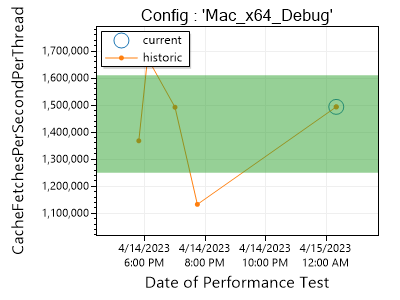 Config : 'Mac_x64_Debug'
CacheFetchesPerSecondPerThread
current
historic
1,700,000
1,600,000
1,500,000
1,400,000
1,300,000
1,200,000
1,100,000
4/14/2023 4/14/2023 4/14/2023 4/15/2023
6:00 PM 8:00 PM 10:00 PM 12:00 AM
Date of Performance Test